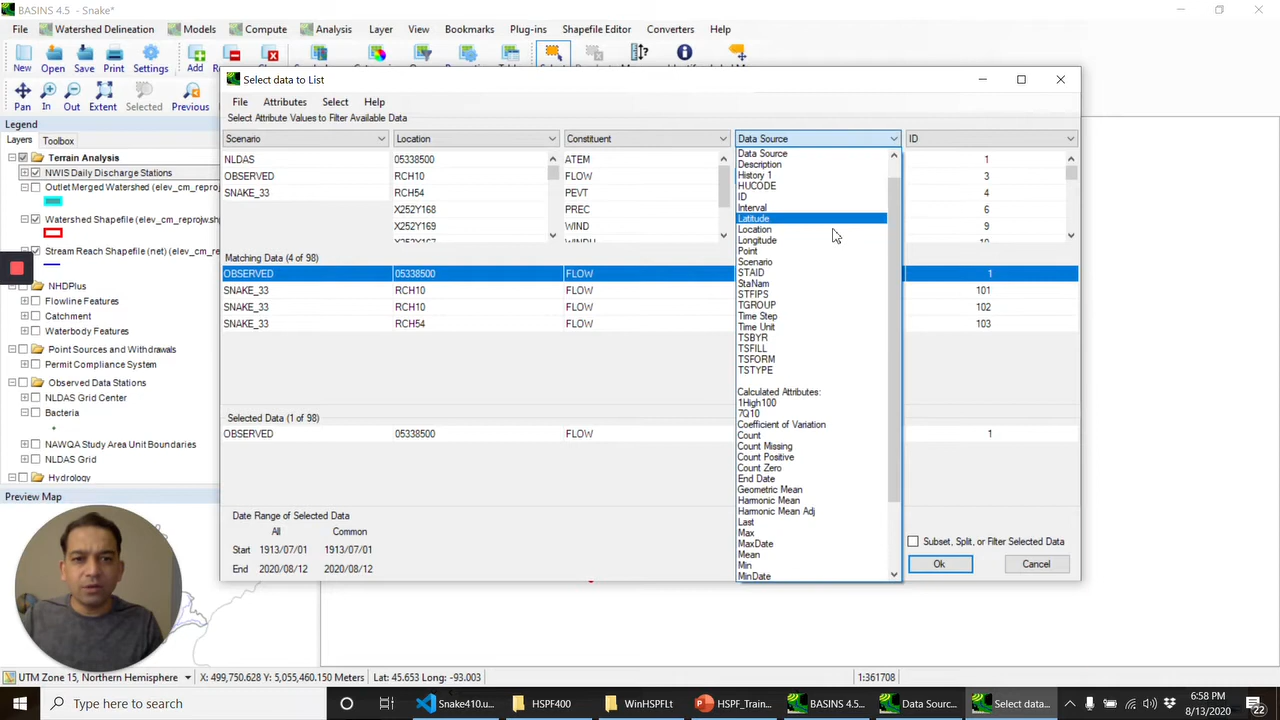 BASINS 4.5 - Snake*
File Watershed Delineation Models Compute Analysis Layer View Bookmarks Plug-ins Shapefile Editor Converters Help
New Open Save Print Settings Add
Pan In Out Extent Selected Previous
Legend
Layers Toolbox
Terrain Analysis
NWIS Daily Discharge Stations
Outlet Merged Watershed (elev_cm_reproj
Watershed Shapefile (elev_cm_reprojw.shp
Stream Reach Shapefile (net) (elev_cm_rep
NHDPlus
Flowline Features
Catchment
Waterbody Features
Point Sources and Withdrawals
Permit Compliance System
Observed Data Stations
NLDAS Grid Center
Bacteria
NAWQA Study Area Unit Boundaries
NLDAS Grid
Hydrology
Preview Map
Select data to List
File Attributes Select Help
Select Attribute Values to Filter Available Data
Scenario Location Constituent Data Source ID
NLDAS 05338500 ATEM 1
OBSERVED RCH10 FLOW 3
SNAKE_33 RCH54 PEVT 4
X252Y168 PREC 6
X252Y169 WIND 9
Matching Data (4 of 98)
OBSERVED 05338500 FLOW 1
SNAKE_33 RCH10 FLOW 101
SNAKE_33 RCH10 FLOW 102
SNAKE_33 RCH54 FLOW 103
Selected Data (1 of 98)
OBSERVED 05338500 FLOW 1
Date Range of Selected Data
All Common
Start 1913/07/01 1913/07/01
End 2020/08/12 2020/08/12
Data Source
Description
History 1
HUCODE
ID
Interval
Latitude
Location
Longitude
Point
Scenario
STAID
StaNam
STFIPS
TGROUP
Time Step
Time Unit
TSBYR
TSFILL
TSFORM
TSTYPE
Calculated Attributes:
1High100
7Q10
Coefficient of Variation
Count
Count Missing
Count Positive
Count Zero
End Date
Geometric Mean
Harmonic Mean
Harmonic Mean Adj
Last
Max
MaxDate
Mean
Min
MinDate
Subset, Split, or Filter Selected Data
Ok Cancel
UTM Zone 15, Northern Hemisphere X: 499,750.628 Y: 5,055,460.150 Meters Lat: 45.653 Long: -93.003 1:361708
Type here to search Snake410.u... HSPF400 WinHSPFLt HSPF_Train... BASINS 4.5... Data Sourc... Select data... 6:58 PM
8/13/2020 22